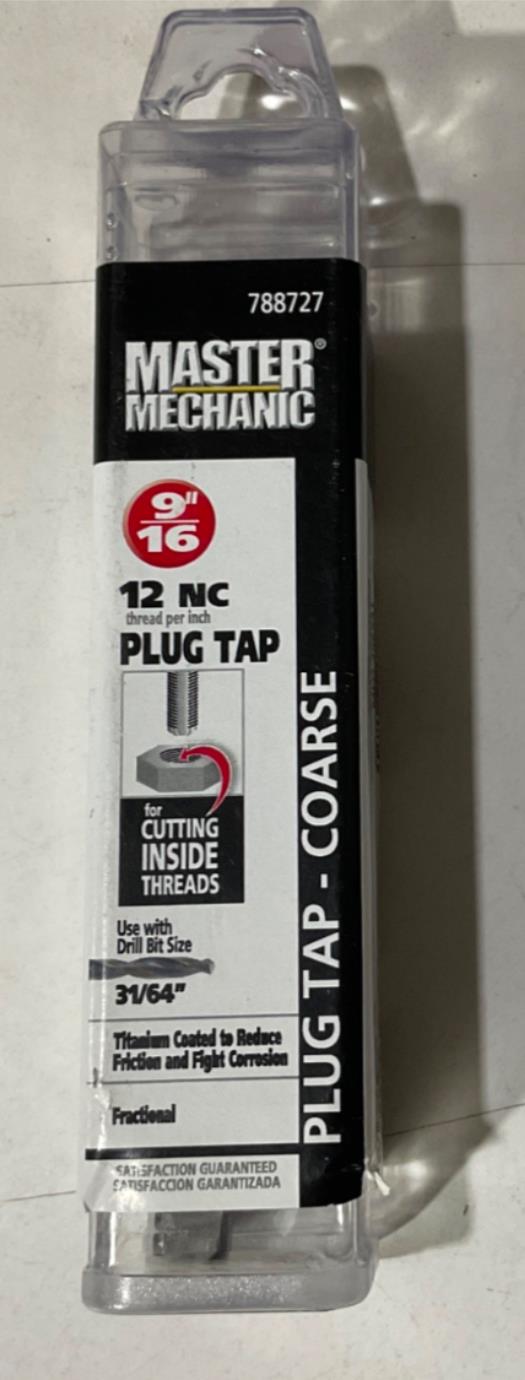 788727
MASTER®
MECHANIC
9"
16
12 NC
thread per inch
PLUG TAP
for
CUTTING
INSIDE
THREADS
Use with
Drill Bit Size
31/64"
Titanium Coated to Reduce
Friction and Fight Corrosion
Fractional
SATISFACTION GUARANTEED
SATISFACCION GARANTIZADA
PLUG TAP - COARSE